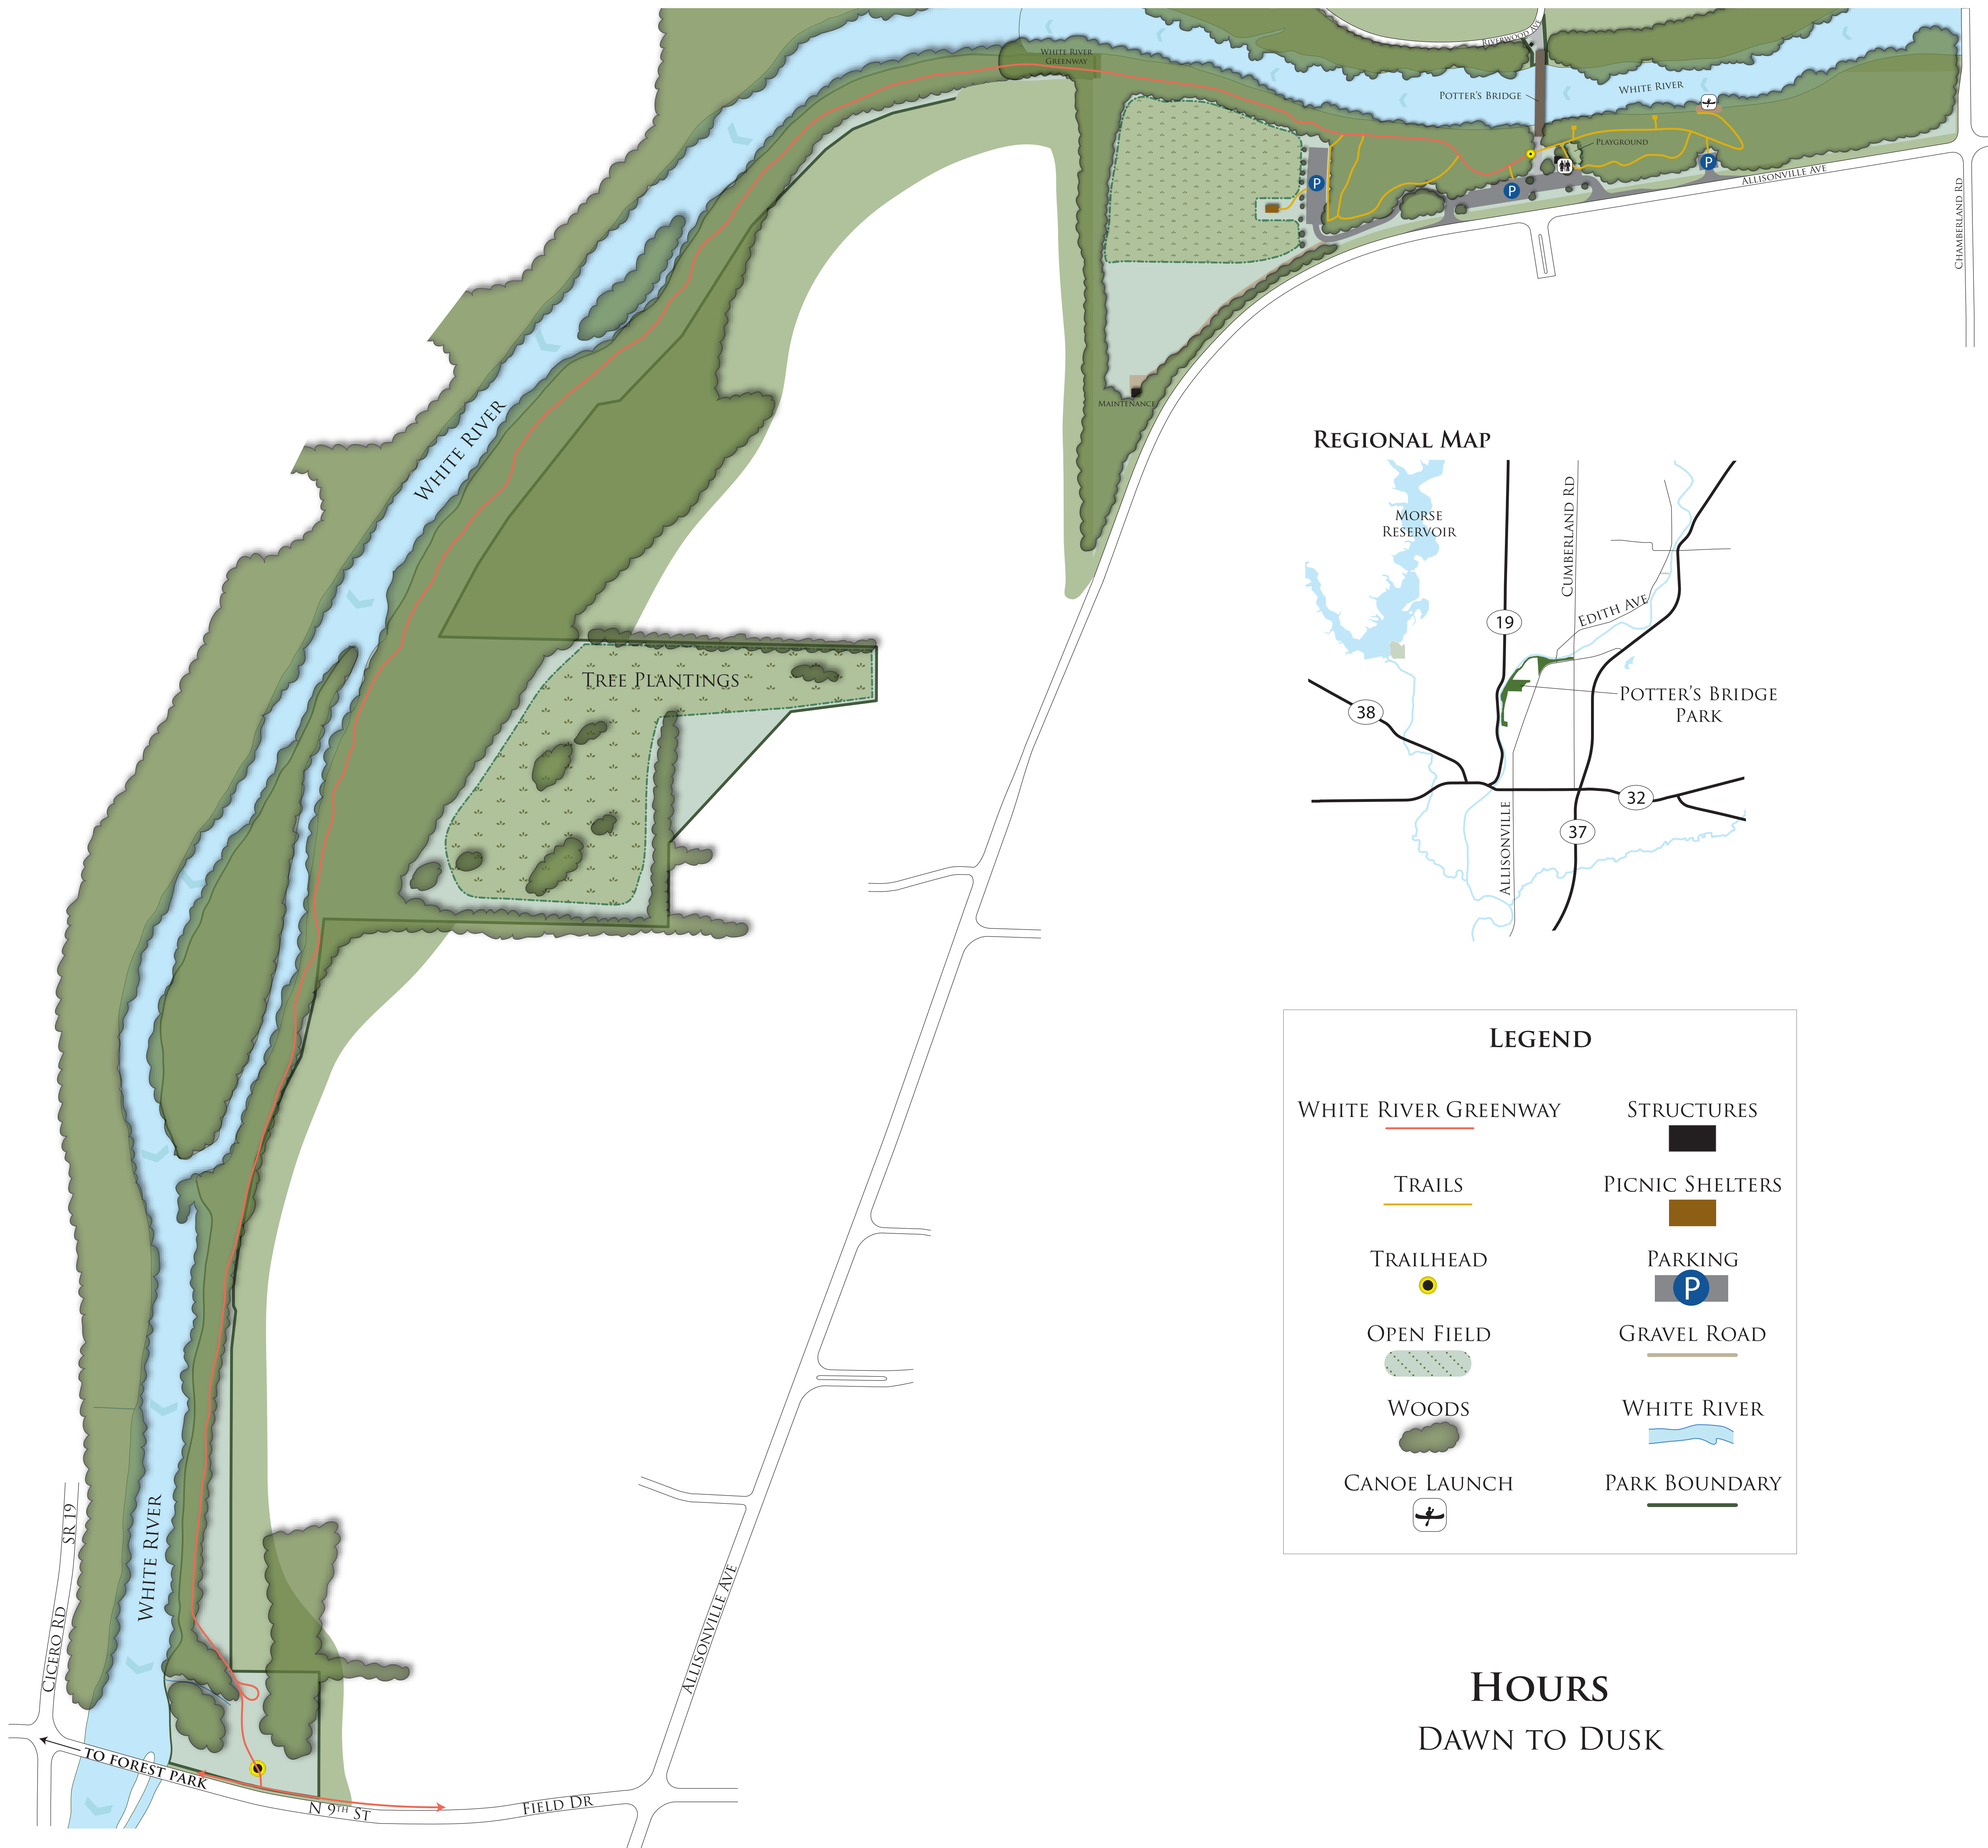 White River
Greenway
Riverwood Ave
Potter's Bridge
White River
Playground
P
P
P
Allisonville Ave
Chamberland Rd
Maintenance
White River
Tree Plantings
Regional Map
Morse
Reservoir
Cumberland Rd
19
Edith Ave
Potter's Bridge
Park
38
32
37
Allisonville
Legend
White River Greenway
Structures
Trails
Picnic Shelters
Trailhead
Parking
P
Open Field
Gravel Road
Woods
White River
Canoe Launch
Park Boundary
SR 19
Cicero Rd
White River
Allisonville Ave
To Forest Park
N 9th St
Field Dr
Hours
Dawn to Dusk